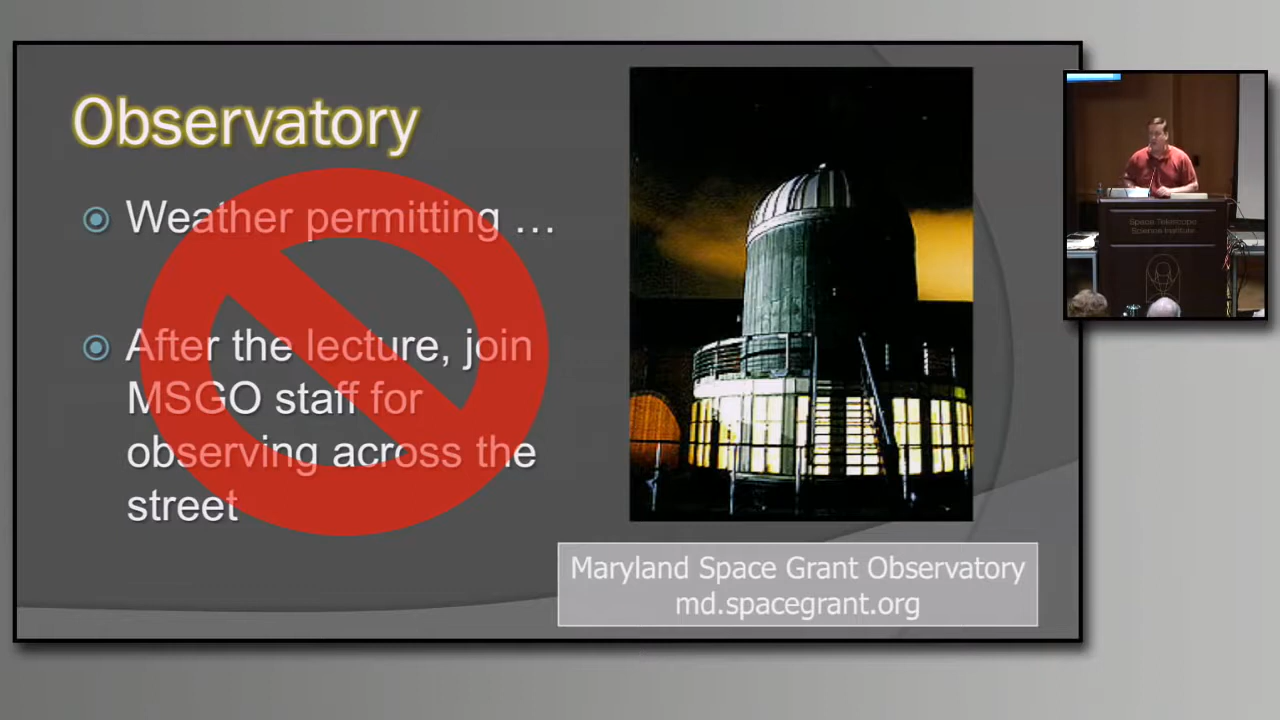 Observatory
Weather permitting …
After the lecture, join
MSGO staff for
observing across the
street
Maryland Space Grant Observatory
md.spacegrant.org
Space Telescope
Science Institute